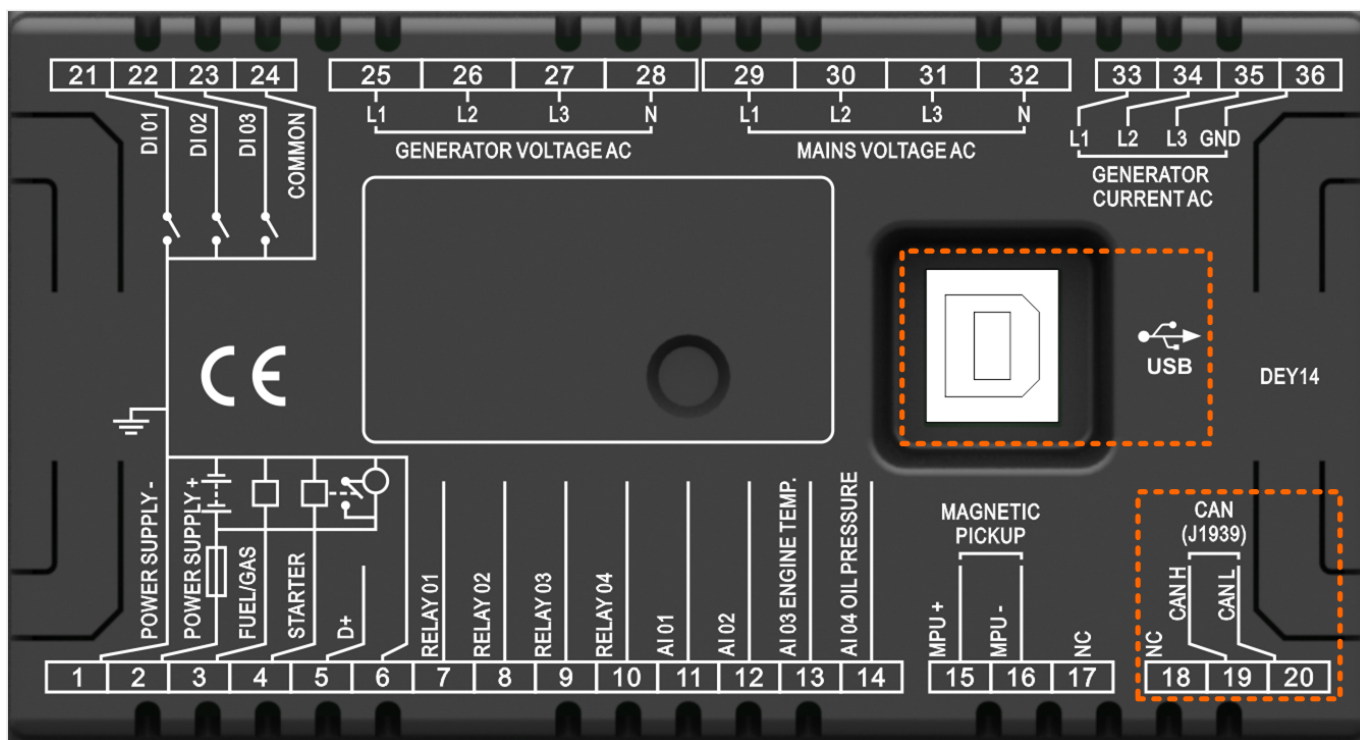 21 22 23 24
25 26 27 28
29 30 31 32
33 34 35 36
DI 01
DI 02
DI 03
COMMON
L1 L2 L3 N
GENERATOR VOLTAGE AC
L1 L2 L3 N
MAINS VOLTAGE AC
L1 L2 L3 GND
GENERATOR
CURRENT AC
CE
USB
DEY14
POWER SUPPLY -
POWER SUPPLY +
FUEL/GAS
STARTER
D+
RELAY 01
RELAY 02
RELAY 03
RELAY 04
AI 01
AI 02
AI 03 ENGINE TEMP.
AI 04 OIL PRESSURE
MAGNETIC
PICKUP
MPU +
MPU -
NC
CAN
(J1939)
NC
CAN H
CAN L
1 2 3 4 5 6 7 8 9 10 11 12 13 14
15 16 17
18 19 20